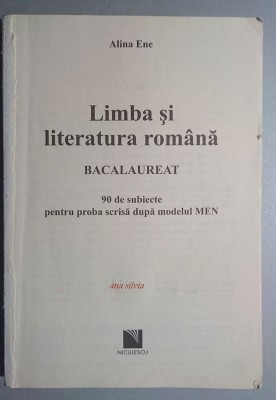 Alina Ene
Limba şi
literatura română
BACALAUREAT
90 de subiecte
pentru proba scrisă după modelul MEN
ana silvia
NICULESCU